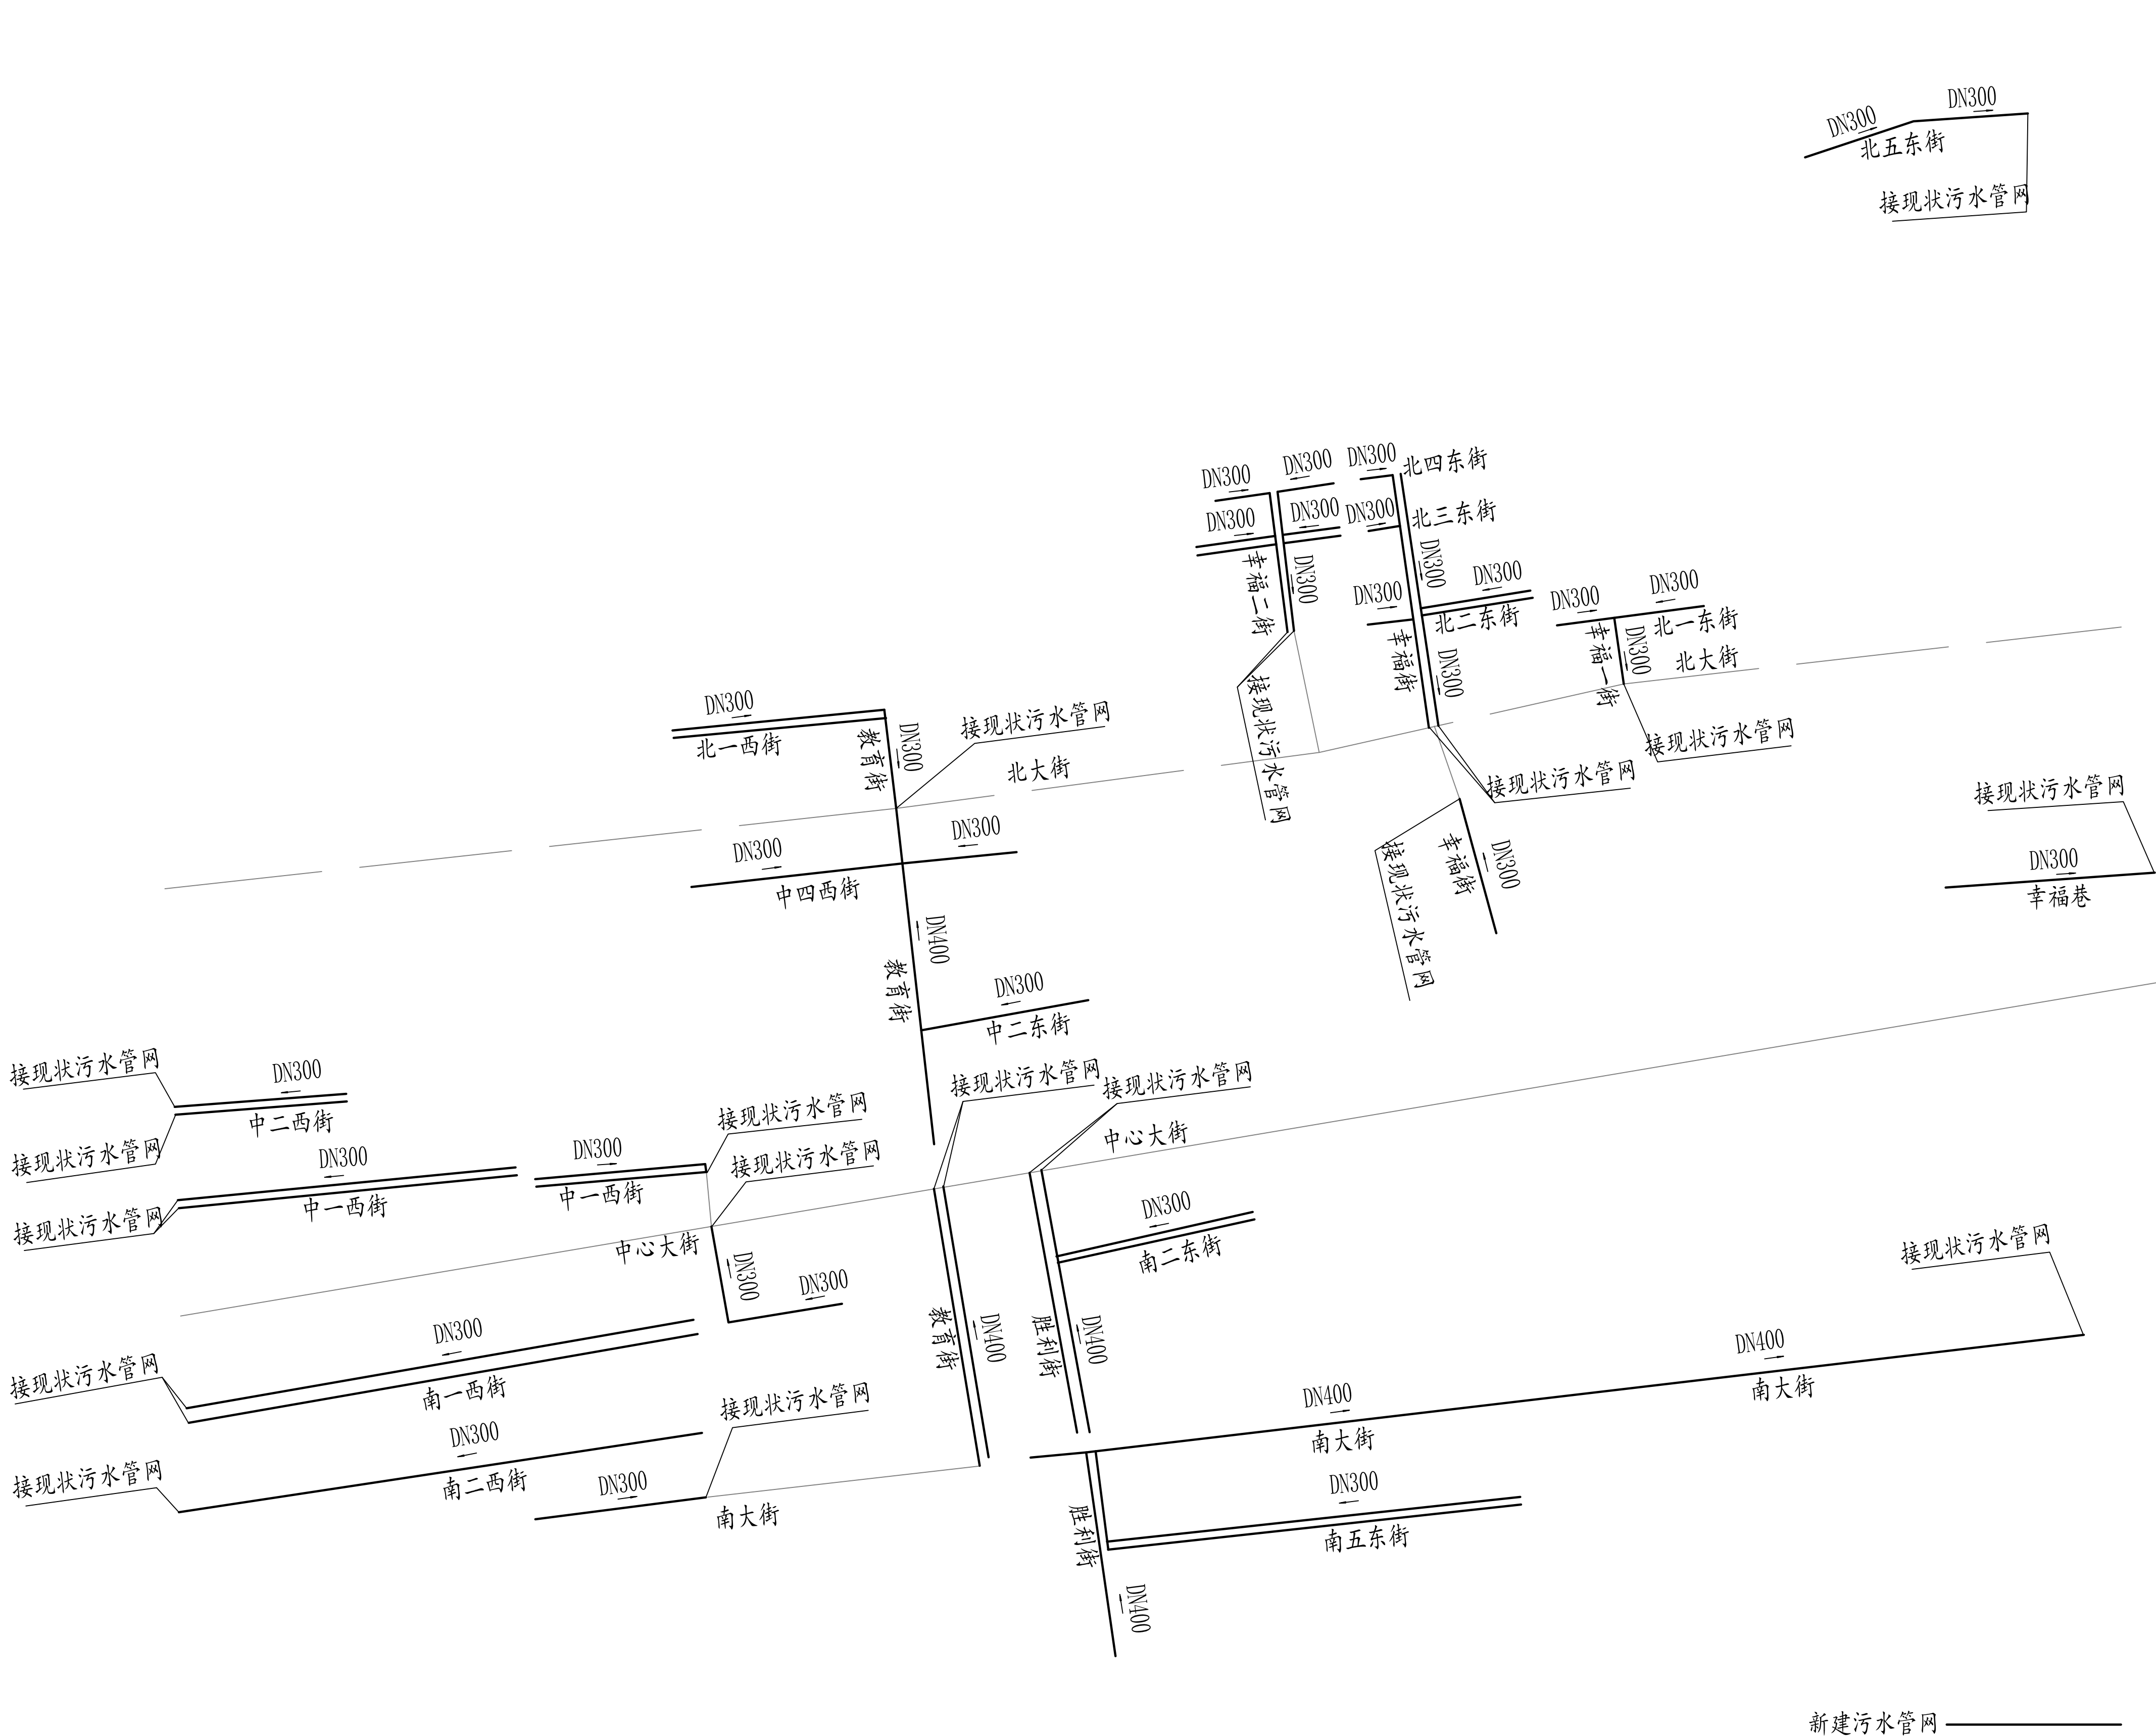 DN300
DN300
北五东街
接现状污水管网
DN300
DN300
DN300
北四东街
DN300
DN300
DN300
北三东街
DN300
DN300
DN300
DN300
DN300
DN300
幸福二街
北二东街
幸福街
DN300
幸福一街
DN300
北一东街
北大街
接现状污水管网
DN300
北一西街
教育街
DN300
接现状污水管网
北大街
接现状污水管网
接现状污水管网
接现状污水管网
DN300
幸福巷
DN300
DN300
中四西街
接现状污水管网
幸福街
DN300
DN400
教育街
DN300
中二东街
接现状污水管网
DN300
中二西街
接现状污水管网
接现状污水管网
接现状污水管网
接现状污水管网
中心大街
DN300
中一西街
接现状污水管网
DN300
中一西街
接现状污水管网
中心大街
DN300
DN300
DN300
南二东街
接现状污水管网
DN300
南一西街
接现状污水管网
教育街
DN400
胜利街
DN400
DN400
南大街
DN400
南大街
接现状污水管网
DN300
南二西街
接现状污水管网
DN300
南大街
胜利街
DN300
南五东街
DN400
新建污水管网